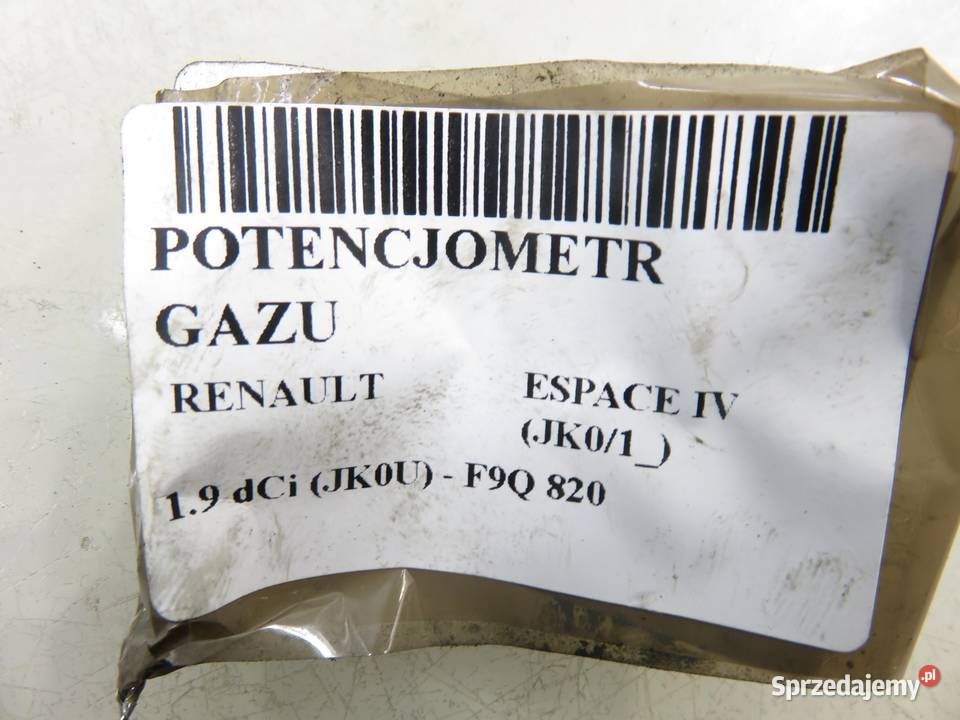 POTENCJOMETR
GAZU
RENAULT ESPACE IV
(JK0/1_)
1.9 dCi (JK0U) - F9Q 820
Sprzedajemy.pl